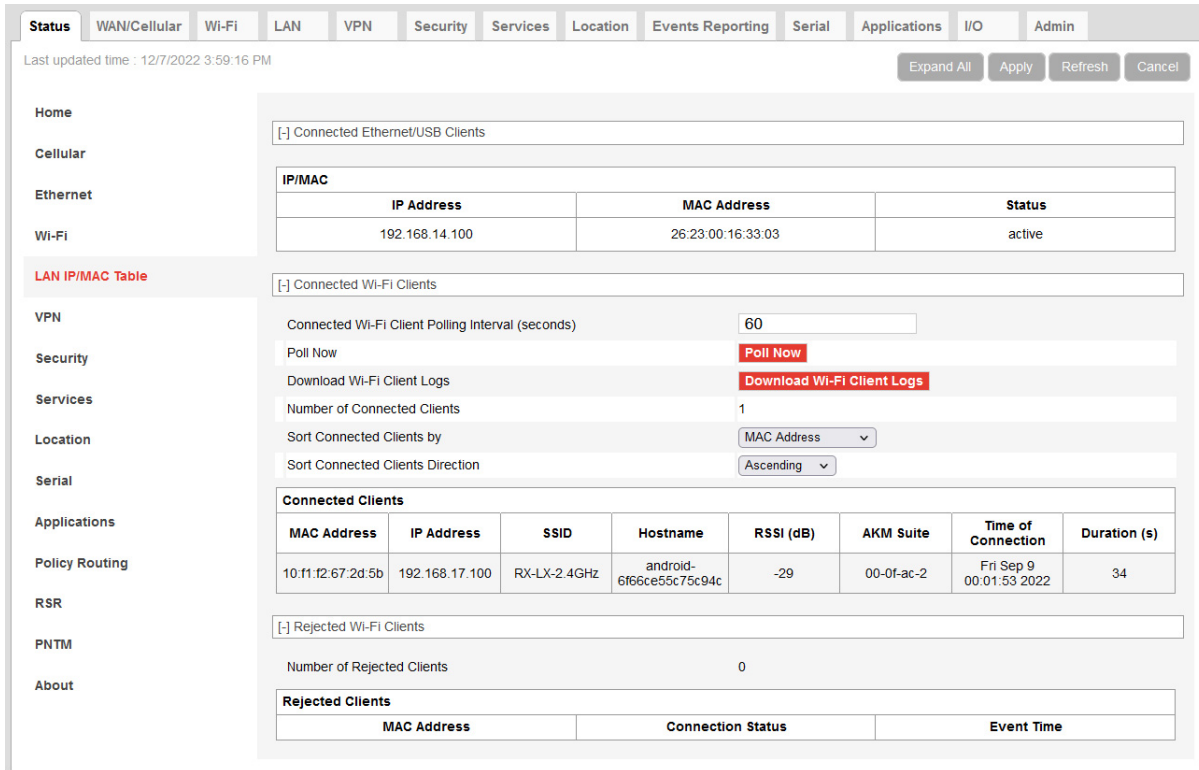 Status WAN/Cellular Wi-Fi LAN VPN Security Services Location Events Reporting Serial Applications I/O Admin
Last updated time : 12/7/2022 3:59:16 PM
Expand All Apply Refresh Cancel
Home
Cellular
Ethernet
Wi-Fi
LAN IP/MAC Table
VPN
Security
Services
Location
Serial
Applications
Policy Routing
RSR
PNTM
About
[-] Connected Ethernet/USB Clients
IP/MAC
IP Address MAC Address Status
192.168.14.100 26:23:00:16:33:03 active
[-] Connected Wi-Fi Clients
Connected Wi-Fi Client Polling Interval (seconds) 60
Poll Now Poll Now
Download Wi-Fi Client Logs Download Wi-Fi Client Logs
Number of Connected Clients 1
Sort Connected Clients by MAC Address
Sort Connected Clients Direction Ascending
Connected Clients
MAC Address IP Address SSID Hostname RSSI (dB) AKM Suite Time of Connection Duration (s)
10:f1:f2:67:2d:5b 192.168.17.100 RX-LX-2.4GHz android-6f66ce55c75c94c -29 00-0f-ac-2 Fri Sep 9 00:01:53 2022 34
[-] Rejected Wi-Fi Clients
Number of Rejected Clients 0
Rejected Clients
MAC Address Connection Status Event Time